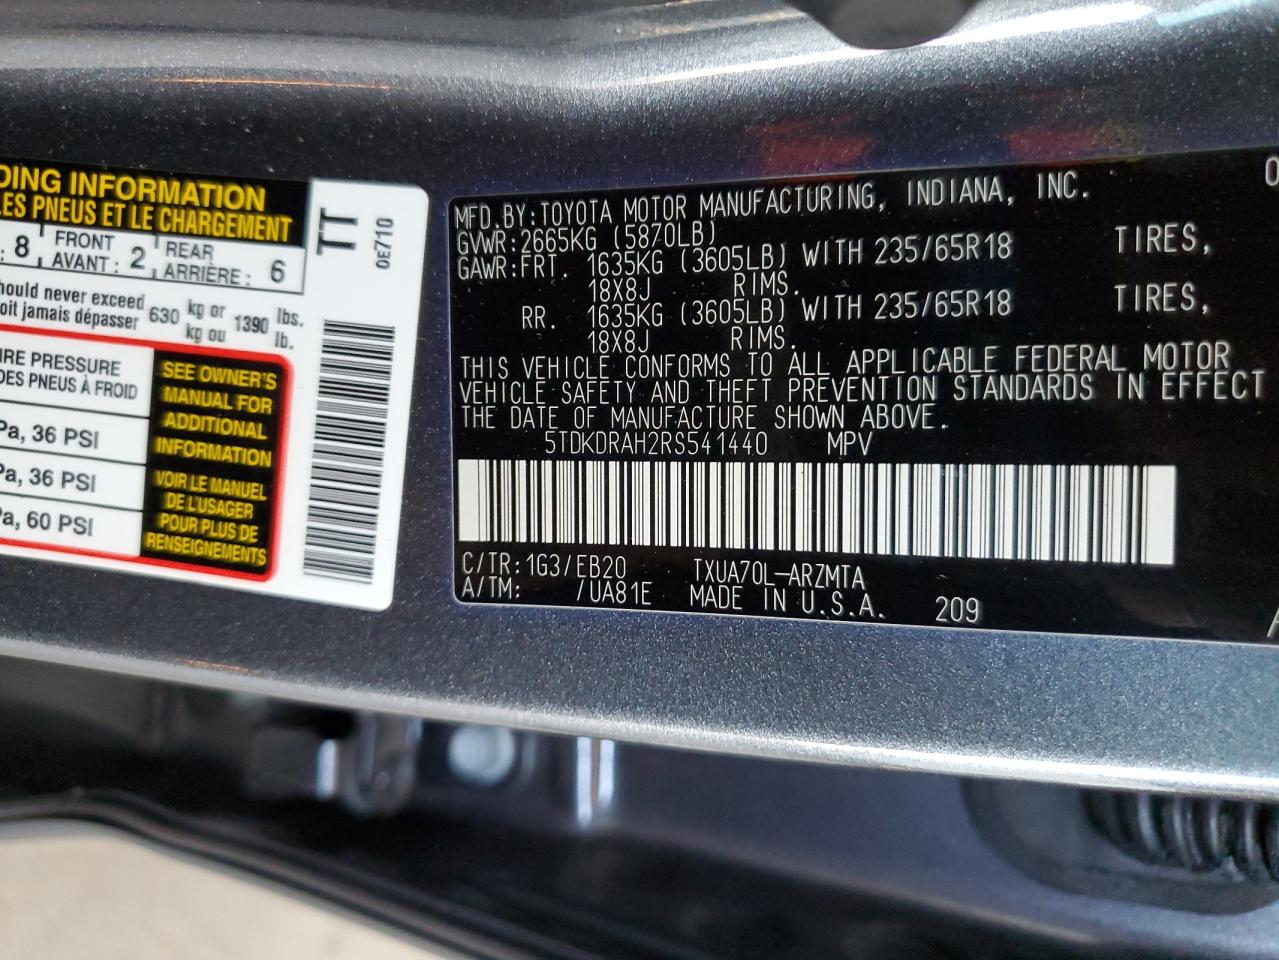 DING INFORMATION
LES PNEUS ET LE CHARGEMENT
: 8 FRONT AVANT : 2 REAR ARRIÈRE : 6
hould never exceed 630 kg or 1390 lbs.
oit jamais dépasser kg ou lb.
IRE PRESSURE
DES PNEUS À FROID
Pa, 36 PSI
Pa, 36 PSI
Pa, 60 PSI
SEE OWNER'S
MANUAL FOR
ADDITIONAL
INFORMATION
VOIR LE MANUEL
DE L'USAGER
POUR PLUS DE
RENSEIGNEMENTS
TT
0E710
MFD. BY: TOYOTA MOTOR MANUFACTURING, INDIANA, INC. 0
GVWR: 2665KG (5870LB)
GAWR: FRT. 1635KG (3605LB) WITH 235/65R18 TIRES,
18X8J RIMS.
RR. 1635KG (3605LB) WITH 235/65R18 TIRES,
18X8J RIMS.
THIS VEHICLE CONFORMS TO ALL APPLICABLE FEDERAL MOTOR
VEHICLE SAFETY AND THEFT PREVENTION STANDARDS IN EFFECT
THE DATE OF MANUFACTURE SHOWN ABOVE.
5TDKDRAH2RS541440 MPV
C/TR: 1G3/EB20 TXUA70L-ARZMTA
A/TM: /UA81E MADE IN U.S.A. 209